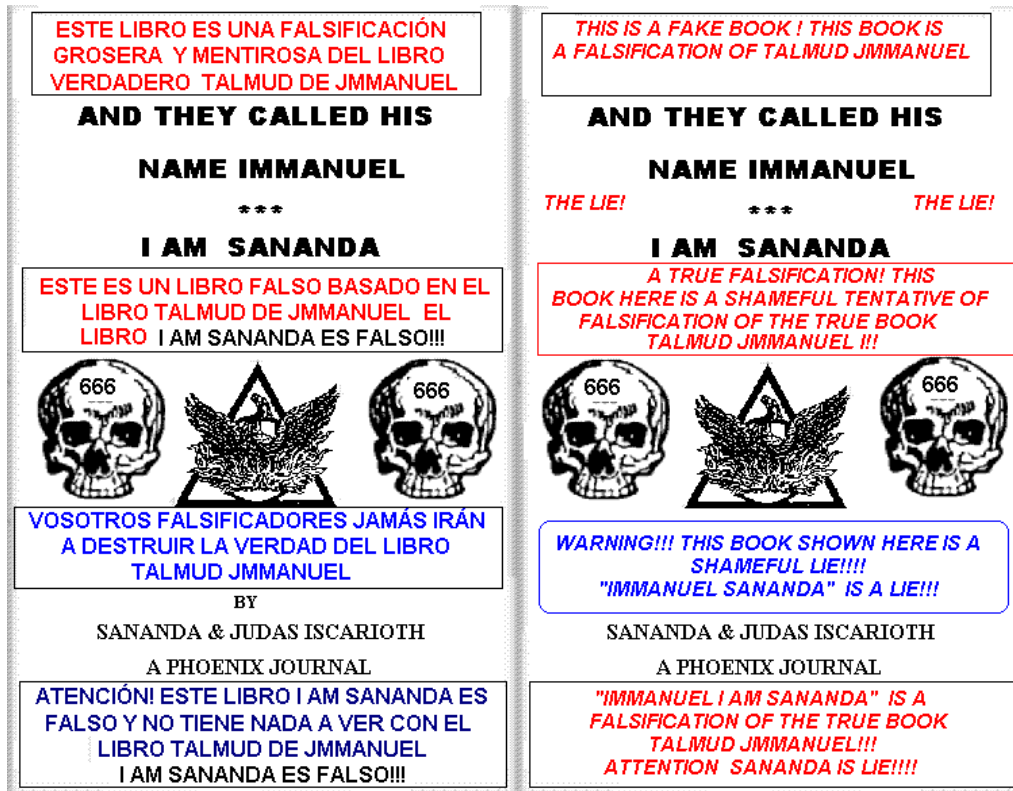 ESTE LIBRO ES UNA FALSIFICACIÓN
GROSERA Y MENTIROSA DEL LIBRO
VERDADERO TALMUD DE JMMANUEL
AND THEY CALLED HIS
NAME IMMANUEL
***
I AM SANANDA
ESTE ES UN LIBRO FALSO BASADO EN EL
LIBRO TALMUD DE JMMANUEL EL
LIBRO I AM SANANDA ES FALSO!!!
666
666
VOSOTROS FALSIFICADORES JAMÁS IRÁN
A DESTRUIR LA VERDAD DEL LIBRO
TALMUD JMMANUEL
BY
SANANDA & JUDAS ISCARIOTH
A PHOENIX JOURNAL
ATENCIÓN! ESTE LIBRO I AM SANANDA ES
FALSO Y NO TIENE NADA A VER CON EL
LIBRO TALMUD DE JMMANUEL
I AM SANANDA ES FALSO!!!
THIS IS A FAKE BOOK ! THIS BOOK IS
A FALSIFICATION OF TALMUD JMMANUEL
AND THEY CALLED HIS
NAME IMMANUEL
THE LIE! *** THE LIE!
I AM SANANDA
A TRUE FALSIFICATION! THIS
BOOK HERE IS A SHAMEFUL TENTATIVE OF
FALSIFICATION OF THE TRUE BOOK
TALMUD JMMANUEL I!!
666
666
WARNING!!! THIS BOOK SHOWN HERE IS A
SHAMEFUL LIE!!!!
"IMMANUEL SANANDA" IS A LIE!!!
SANANDA & JUDAS ISCARIOTH
A PHOENIX JOURNAL
"IMMANUEL I AM SANANDA" IS A
FALSIFICATION OF THE TRUE BOOK
TALMUD JMMANUEL!!!
ATTENTION SANANDA IS LIE!!!!